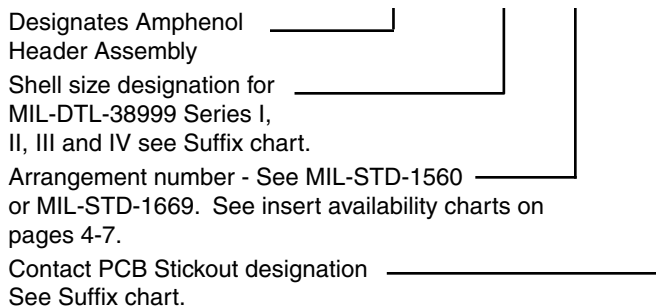 Designates Amphenol
Header Assembly
Shell size designation for
MIL-DTL-38999 Series I,
II, III and IV see Suffix chart.
Arrangement number - See MIL-STD-1560
or MIL-STD-1669.  See insert availability charts on
pages 4-7.
Contact PCB Stickout designation
See Suffix chart.